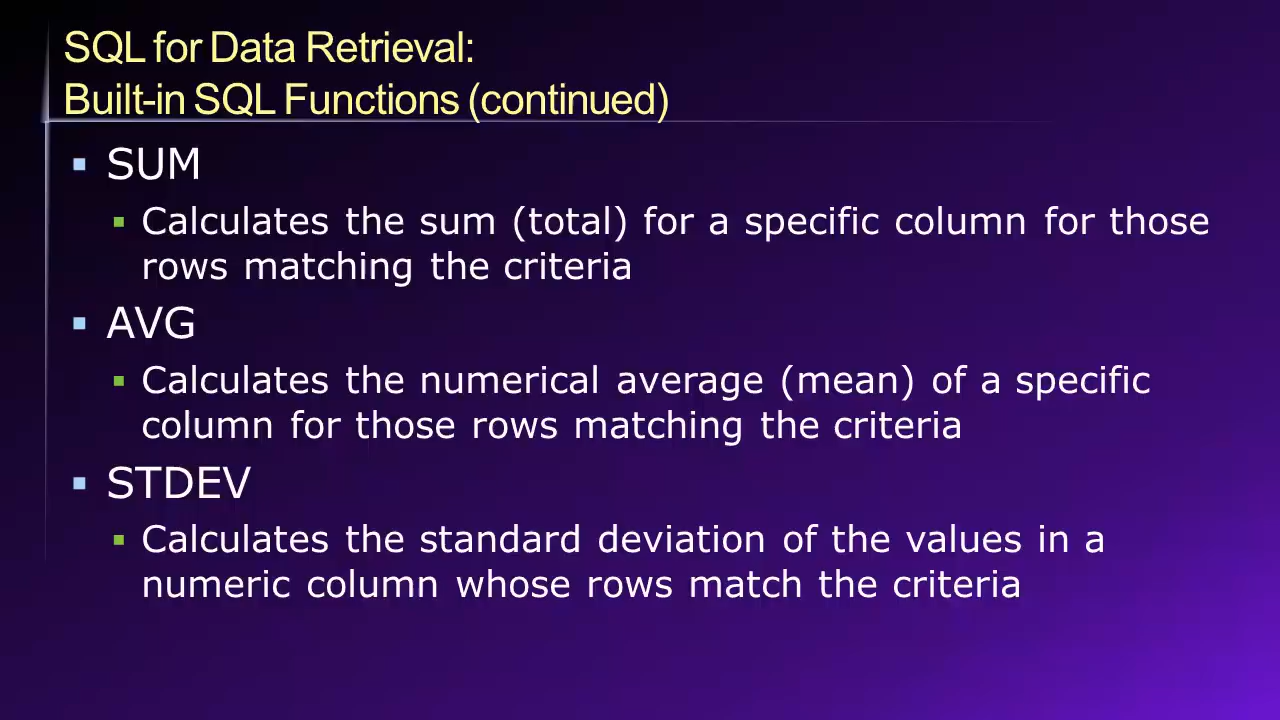 SQL for Data Retrieval:
Built-in SQL Functions (continued)
SUM
Calculates the sum (total) for a specific column for those
rows matching the criteria
AVG
Calculates the numerical average (mean) of a specific
column for those rows matching the criteria
STDEV
Calculates the standard deviation of the values in a
numeric column whose rows match the criteria